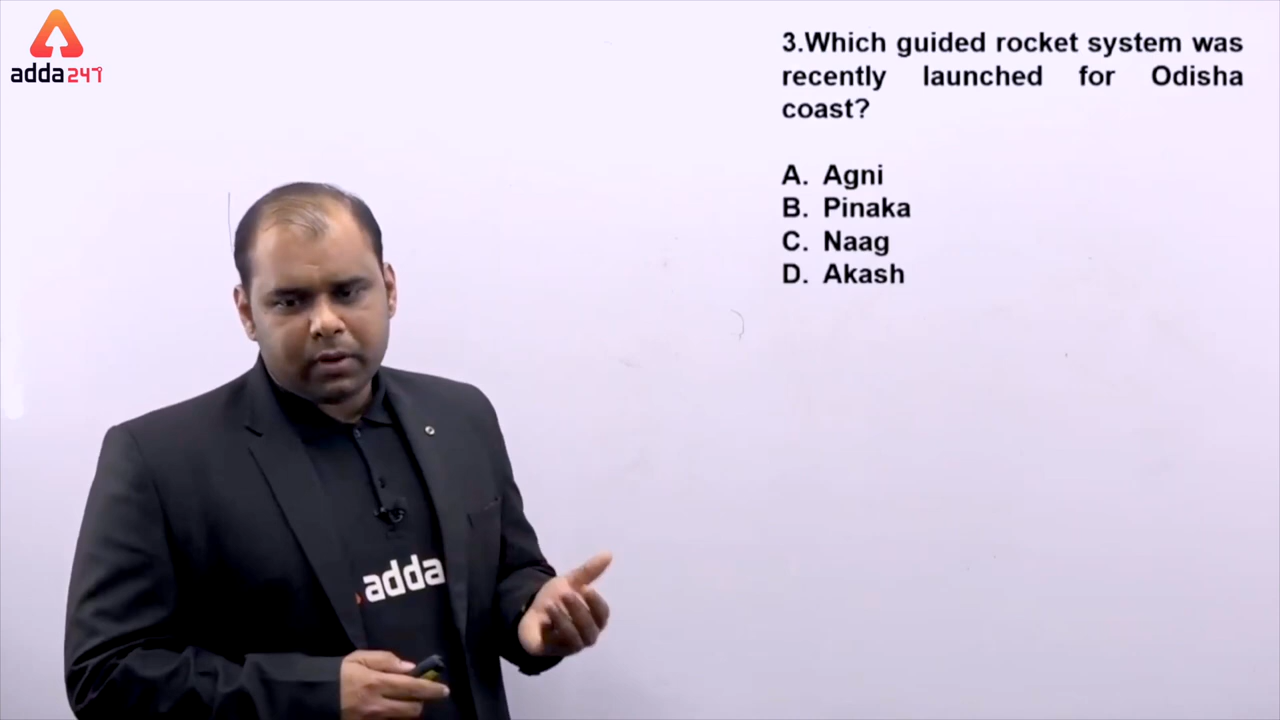 adda247
3.Which guided rocket system was
recently launched for Odisha
coast?
A. Agni
B. Pinaka
C. Naag
D. Akash
adda